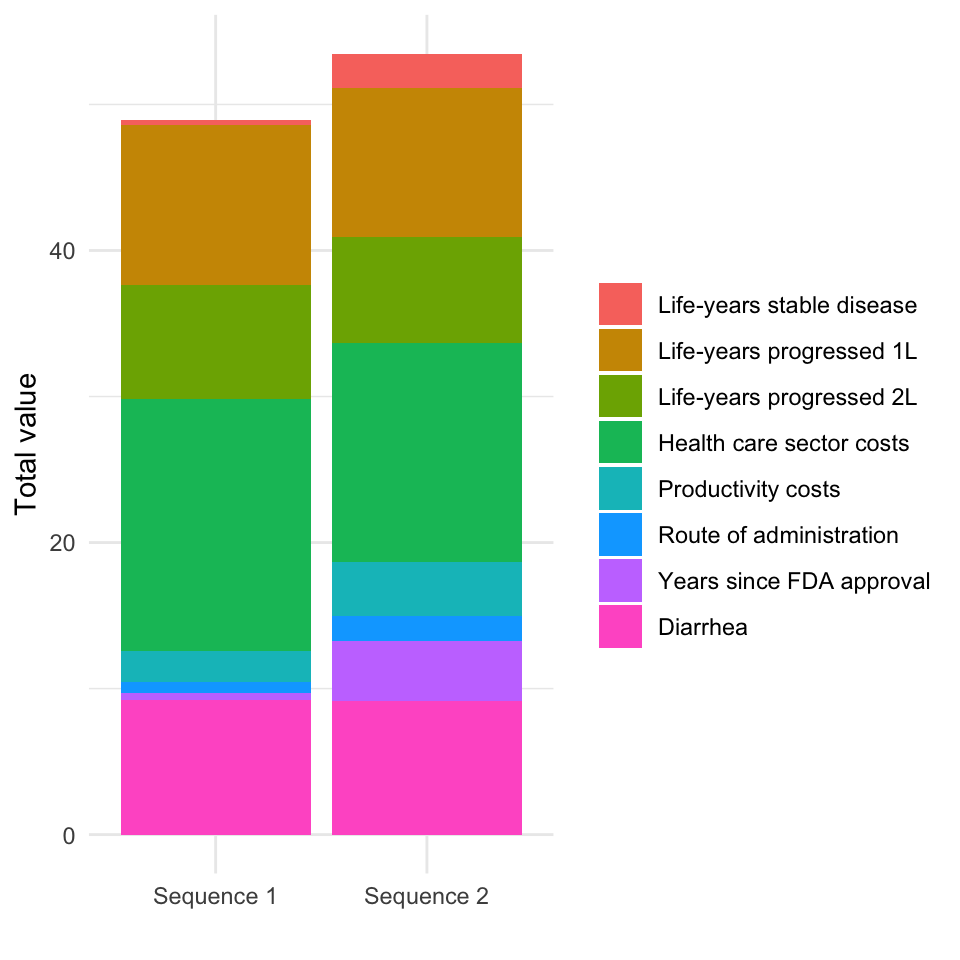 Total value
40
20
0
Sequence 1
Sequence 2
Life-years stable disease
Life-years progressed 1L
Life-years progressed 2L
Health care sector costs
Productivity costs
Route of administration
Years since FDA approval
Diarrhea